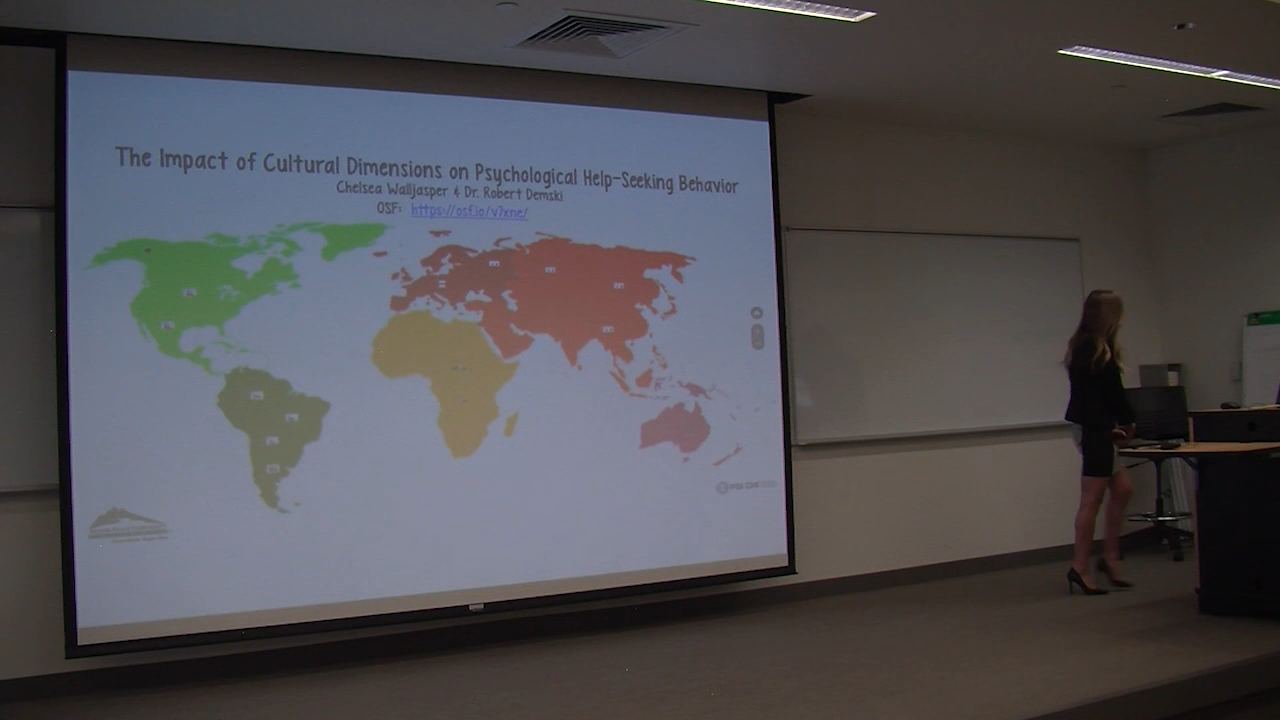 The Impact of Cultural Dimensions on Psychological Help-Seeking Behavior
Chelsea Walljasper & Dr. Robert Demski
OSF: https://osf.io/v7xne/